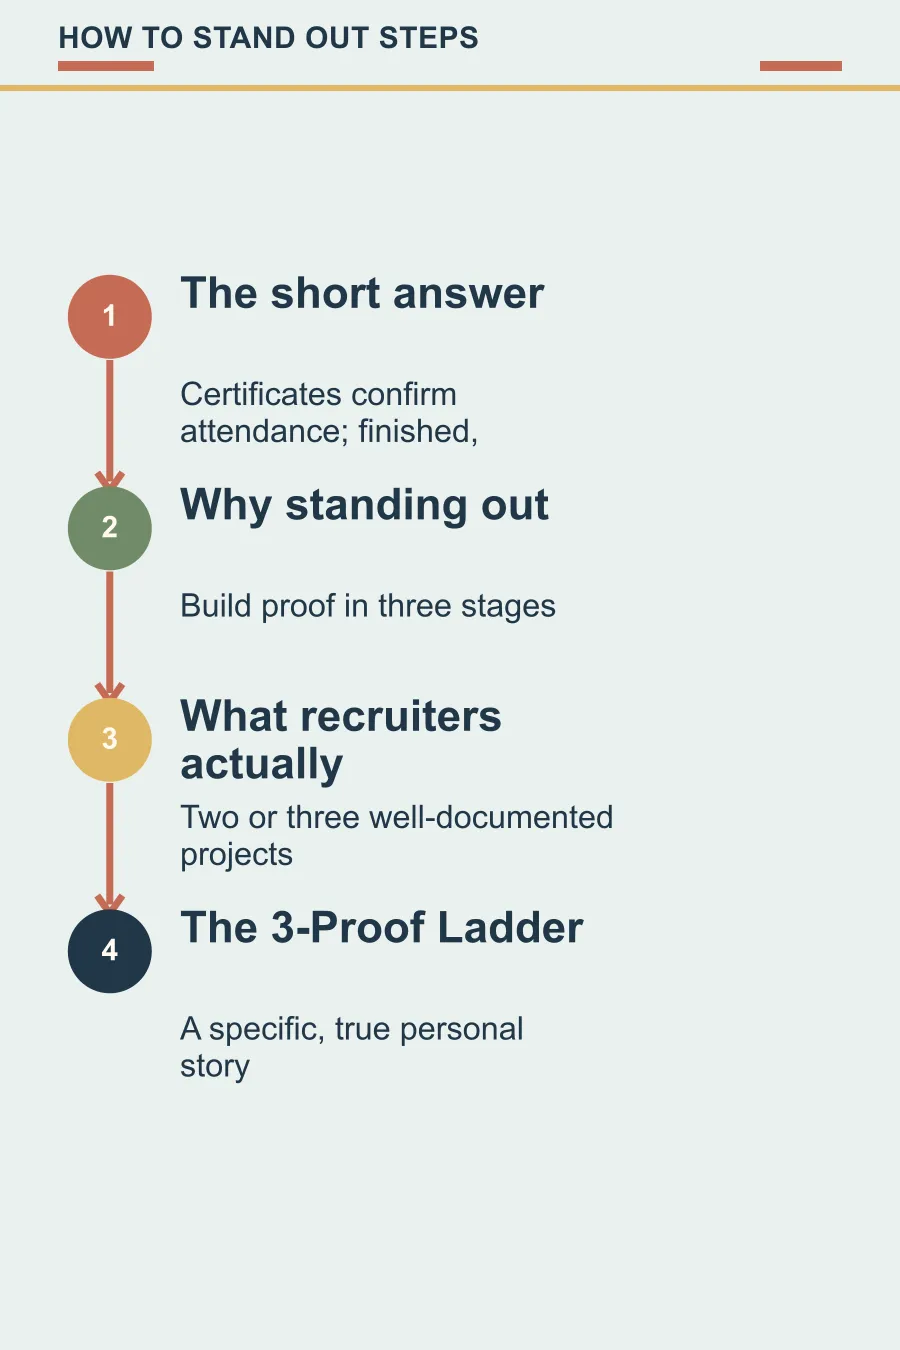 HOW TO STAND OUT STEPS
1
The short answer
Certificates confirm
attendance; finished,
2
Why standing out
Build proof in three stages
3
What recruiters
actually
Two or three well-documented
projects
4
The 3-Proof Ladder
A specific, true personal
story